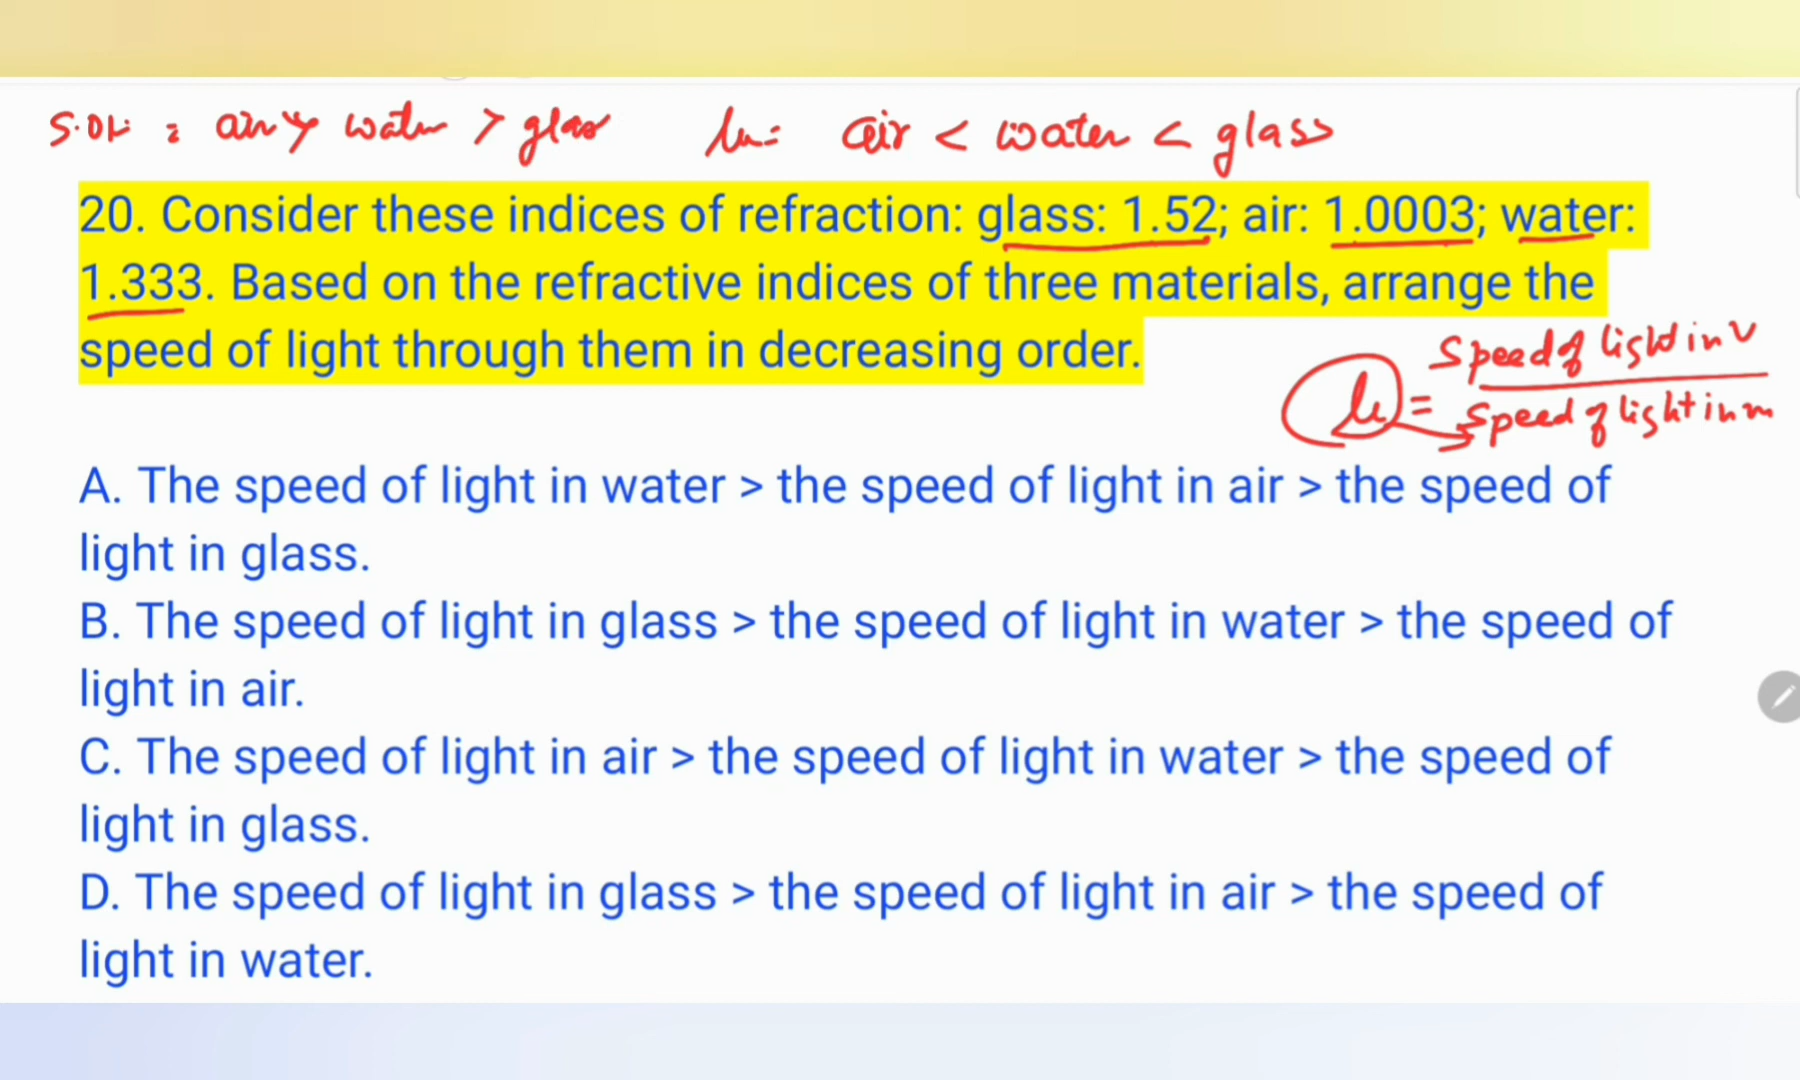 S.OL = air > water > glass μ = air < water < glass
20. Consider these indices of refraction: glass: 1.52; air: 1.0003; water:
1.333. Based on the refractive indices of three materials, arrange the
speed of light through them in decreasing order.
μ = Speed of light in V
Speed of light in m
A. The speed of light in water > the speed of light in air > the speed of
light in glass.
B. The speed of light in glass > the speed of light in water > the speed of
light in air.
C. The speed of light in air > the speed of light in water > the speed of
light in glass.
D. The speed of light in glass > the speed of light in air > the speed of
light in water.